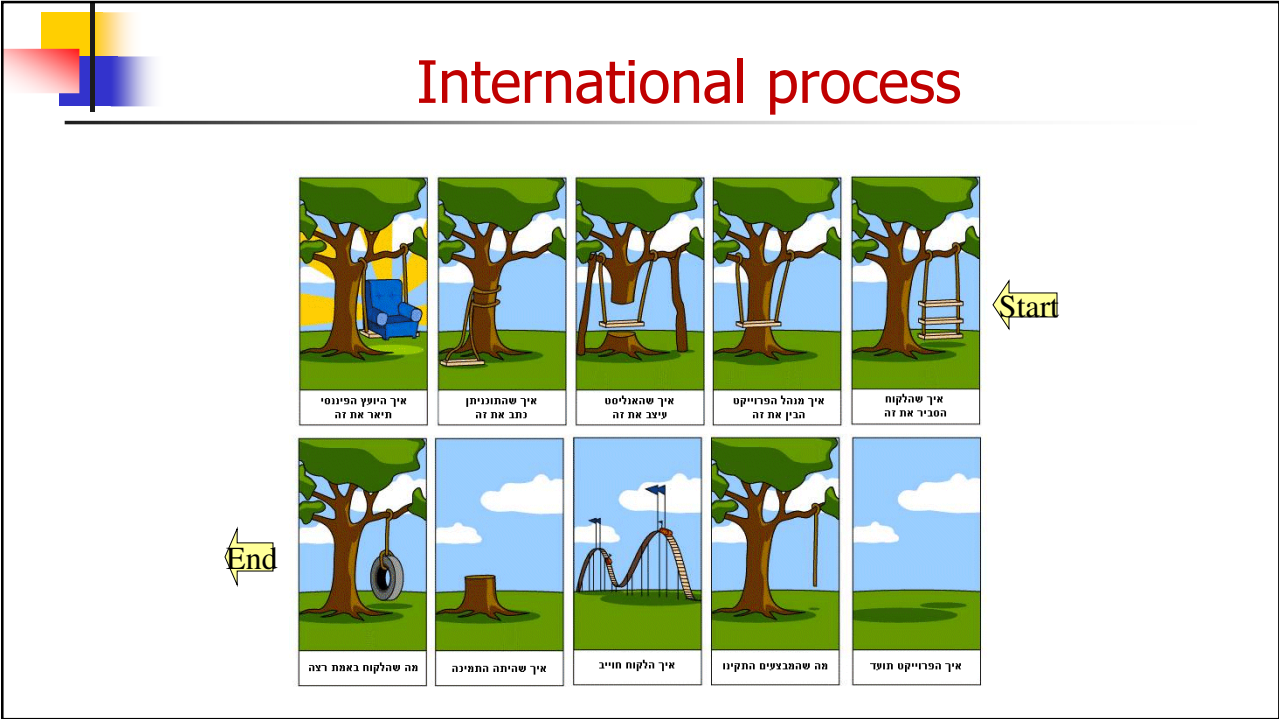 International process
Start
איך שהלקוח
הסביר את זה
איך מנהל הפרוייקט
הבין את זה
איך שהאנליסט
עיצב את זה
איך שהתוכניתן
כתב את זה
איך היועץ הפיננסי
תיאר את זה
איך הפרוייקט תועד
מה שהמבצעים התקינו
איך הלקוח חוייב
איך שהיתה התמיכה
מה שהלקוח באמת רצה
End